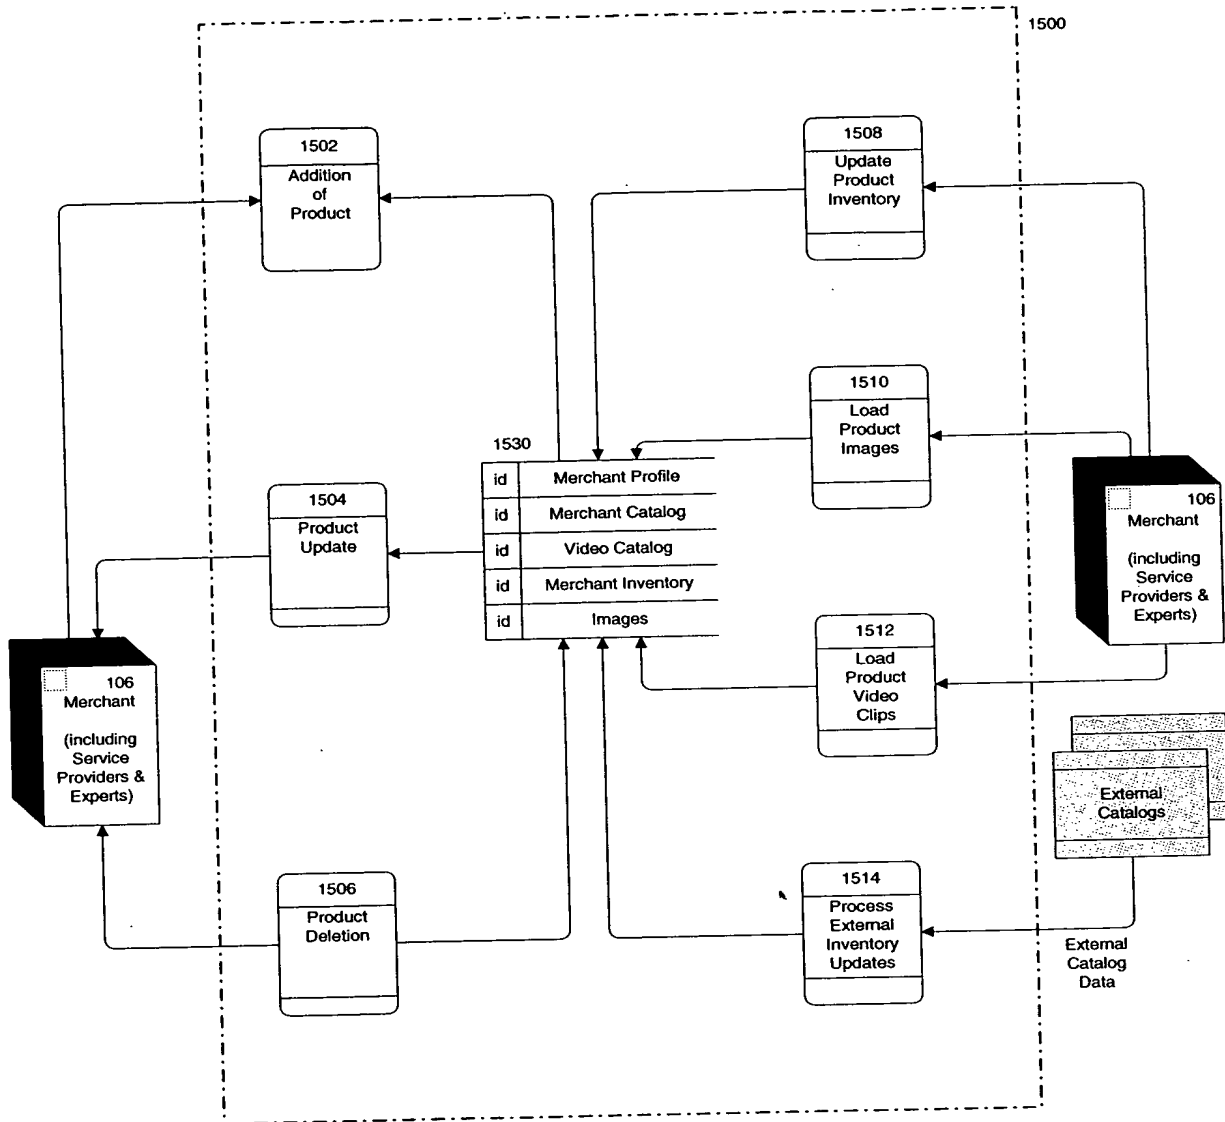 1500
1502
Addition
of
Product
1508
Update
Product
Inventory
1510
Load
Product
Images
1530
id Merchant Profile
id Merchant Catalog
id Video Catalog
id Merchant Inventory
id Images
1504
Product
Update
106
Merchant
(including
Service
Providers &
Experts)
1512
Load
Product
Video
Clips
106
Merchant
(including
Service
Providers &
Experts)
External
Catalogs
1506
Product
Deletion
1514
Process
External
Inventory
Updates
External
Catalog
Data